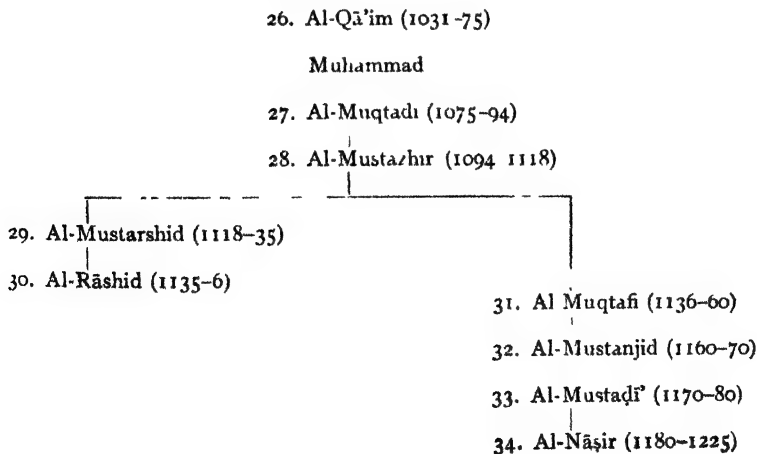 26. Al-Qā’im (1031-75)
Muhammad
27. Al-Muqtadi (1075-94)
28. Al-Mustazhir (1094 1118)
29. Al-Mustarshid (1118-35)
30. Al-Rāshid (1135-6)
31. Al Muqtafi (1136-60)
32. Al-Mustanjid (1160-70)
33. Al-Mustaḍī’ (1170-80)
34. Al-Nāṣir (1180-1225)